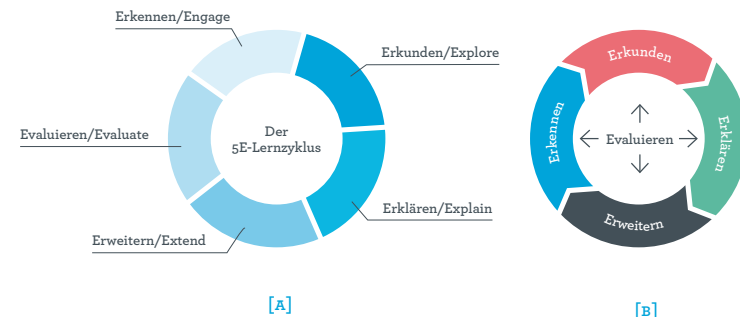 Erkennen/Engage
Erkunden/Explore
Evaluieren/Evaluate
Der
5E-Lernzyklus
Erklären/Explain
Erweitern/Extend
[A]
Erkunden
Erkennen
Evaluieren
Erklären
Erweitern
[B]